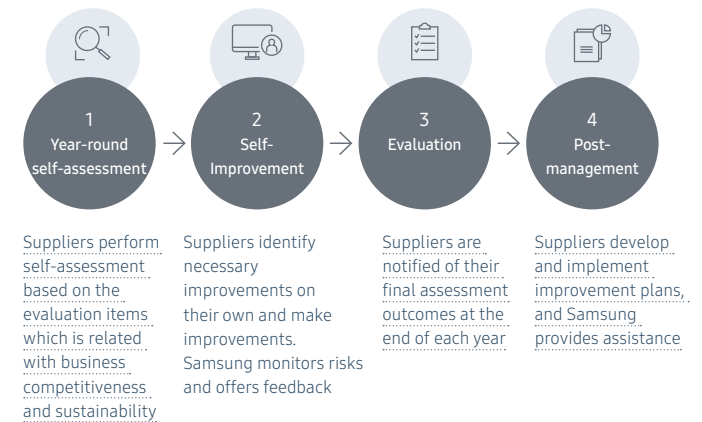 1
Year-round
self-assessment
2
Self-
Improvement
3
Evaluation
4
Post-
management
Suppliers perform
self-assessment
based on the
evaluation items
which is related
with business
competitiveness
and sustainability
Suppliers identify
necessary
improvements on
their own and make
improvements.
Samsung monitors risks
and offers feedback
Suppliers are
notified of their
final assessment
outcomes at the
end of each year
Suppliers develop
and implement
improvement plans,
and Samsung
provides assistance